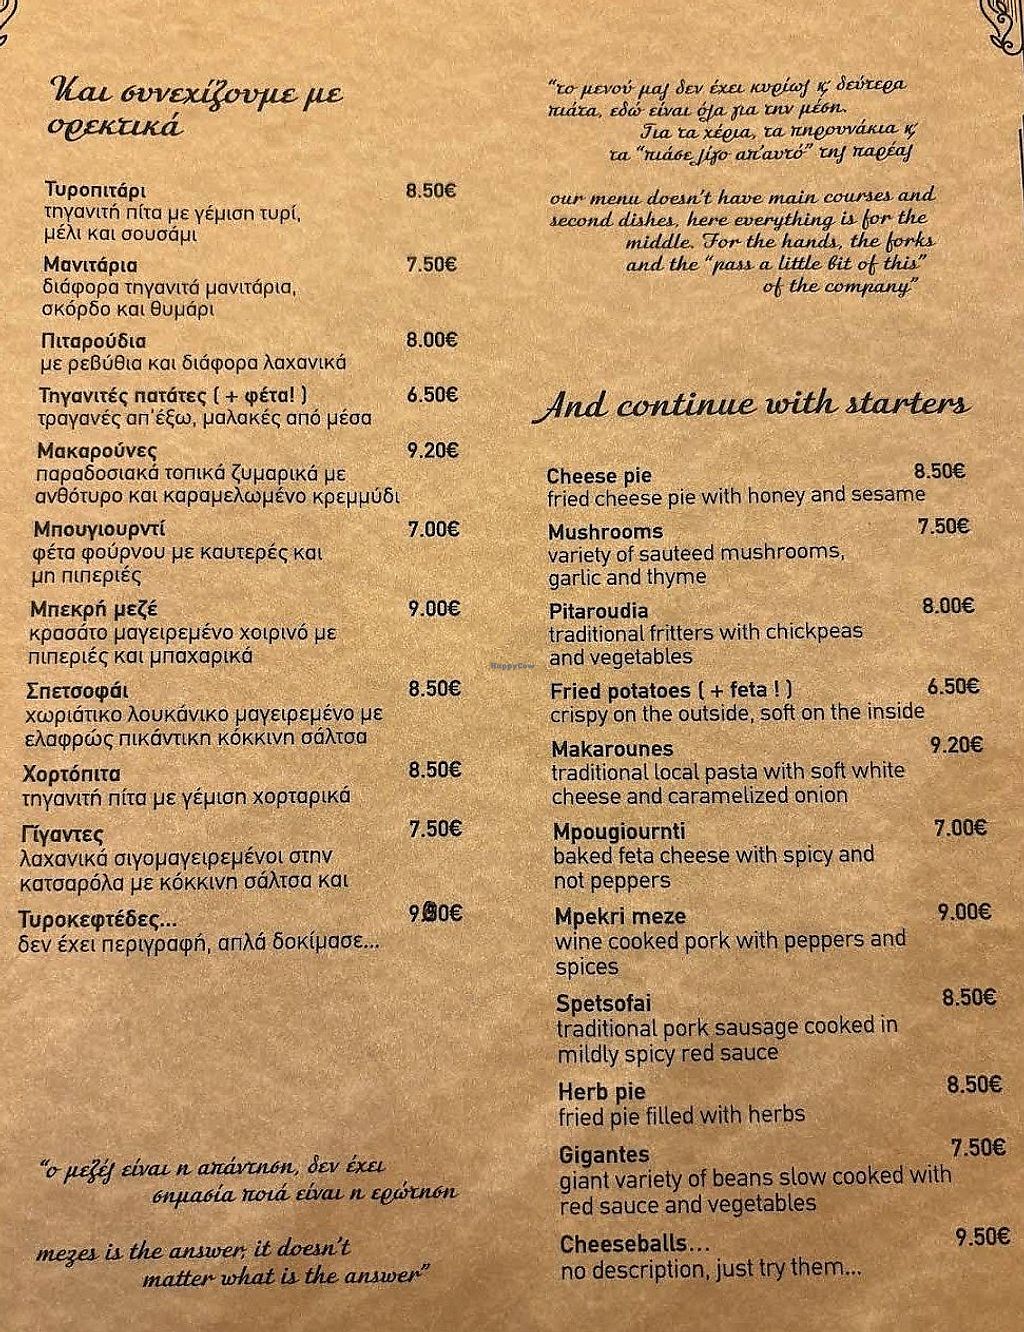 Και συνεχίζουμε με
ορεκτικά
Τυροπιτάρι 8.50€
τηγανιτή πίτα με γέμιση τυρί,
μέλι και σουσάμι
Μανιτάρια 7.50€
διάφορα τηγανιτά μανιτάρια,
σκόρδο και θυμάρι
Πιταρούδια 8.00€
με ρεβύθια και διάφορα λαχανικά
Τηγανιτές πατάτες ( + φέτα! ) 6.50€
τραγανές απ'έξω, μαλακές από μέσα
Μακαρούνες 9.20€
παραδοσιακά τοπικά ζυμαρικά με
ανθότυρο και καραμελωμένο κρεμμύδι
Μπουγιουρντί 7.00€
φέτα φούρνου με καυτερές και
μη πιπεριές
Μπεκρή μεζέ 9.00€
κρασάτο μαγειρεμένο χοιρινό με
πιπεριές και μπαχαρικά
Σπετσοφάι 8.50€
χωριάτικο λουκάνικο μαγειρεμένο με
ελαφρώς πικάντικη κόκκινη σάλτσα
Χορτόπιτα 8.50€
τηγανιτή πίτα με γέμιση χορταρικά
Γίγαντες 7.50€
λαχανικά σιγομαγειρεμένοι στην
κατσαρόλα με κόκκινη σάλτσα και
Τυροκεφτέδες...
δεν έχει περιγραφή, απλά δοκίμασε...
“ο μεζές είναι η απάντηση, δεν έχει
σημασία ποιά είναι η ερώτηση
mezes is the answer, it doesn't
matter what is the answer”
“το μενού μας δεν έχει κυρίως ϗ δεύτερα
πιάτα, εδώ είναι όλα για την μέση.
Για τα χέρια, τα πηρουνάκια ϗ
τα “πιάσε λίγο απ'αυτό” της παρέας
our menu doesn't have main courses and
second dishes, here everything is for the
middle. For the hands, the forks
and the “pass a little bit of this”
of the company”
And continue with starters
Cheese pie 8.50€
fried cheese pie with honey and sesame
Mushrooms 7.50€
variety of sauteed mushrooms,
garlic and thyme
Pitaroudia 8.00€
traditional fritters with chickpeas
and vegetables
Fried potatoes ( + feta ! ) 6.50€
crispy on the outside, soft on the inside
Makarounes 9.20€
traditional local pasta with soft white
cheese and caramelized onion
Mpougiournti 7.00€
baked feta cheese with spicy and
not peppers
Mpekri meze 9.00€
wine cooked pork with peppers and
spices
Spetsofai 8.50€
traditional pork sausage cooked in
mildly spicy red sauce
Herb pie 8.50€
fried pie filled with herbs
Gigantes 7.50€
giant variety of beans slow cooked with
red sauce and vegetables
Cheeseballs... 9.50€
no description, just try them...
HappyCow